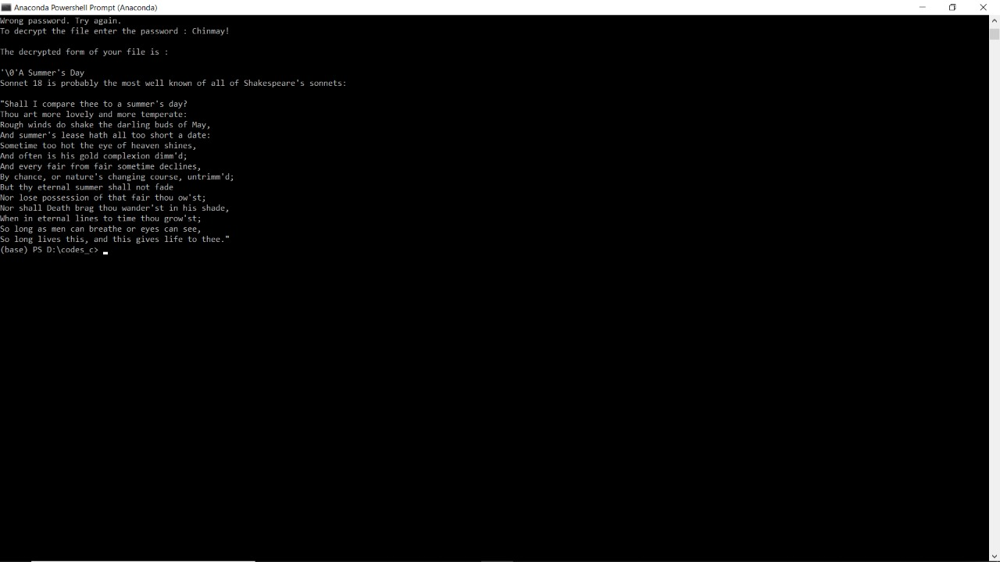 Anaconda Powershell Prompt (Anaconda)
Wrong password. Try again.
To decrypt the file enter the password : Chinmay!
The decrypted form of your file is :
'\0'A Summer's Day
Sonnet 18 is probably the most well known of all of Shakespeare's sonnets:
"Shall I compare thee to a summer's day?
Thou art more lovely and more temperate:
Rough winds do shake the darling buds of May,
And summer's lease hath all too short a date:
Sometime too hot the eye of heaven shines,
And often is his gold complexion dimm'd;
And every fair from fair sometime declines,
By chance, or nature's changing course, untrimm'd;
But thy eternal summer shall not fade
Nor lose possession of that fair thou ow'st;
Nor shall Death brag thou wander'st in his shade,
When in eternal lines to time thou grow'st;
So long as men can breathe or eyes can see,
So long lives this, and this gives life to thee."
(base) PS D:\codes_c>